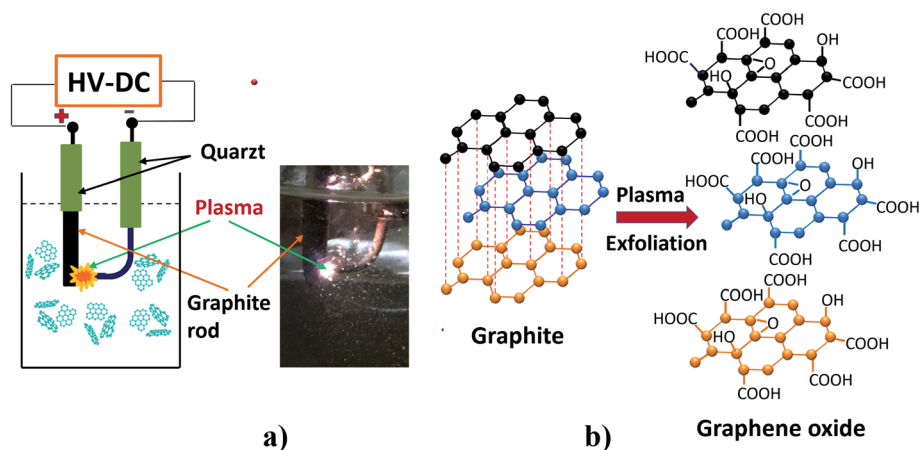 HV-DC
+
-
Quarzt
Plasma
Graphite
rod
a)
Graphite
Plasma
Exfoliation
COOH
COOH
OH
HOOC
O
HO
COOH
COOH
COOH
COOH
COOH
COOH
OH
HOOC
O
HO
COOH
COOH
COOH
COOH
COOH
COOH
OH
HOOC
O
HO
COOH
COOH
COOH
Graphene oxide
b)